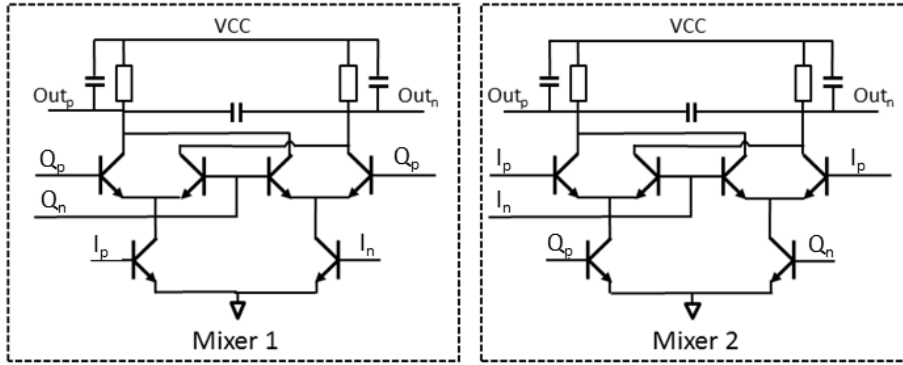 VCC
Out_p
Out_n
Q_p
Q_p
Q_n
I_p
I_n
Mixer 1
VCC
Out_p
Out_n
I_p
I_p
I_n
Q_p
Q_n
Mixer 2